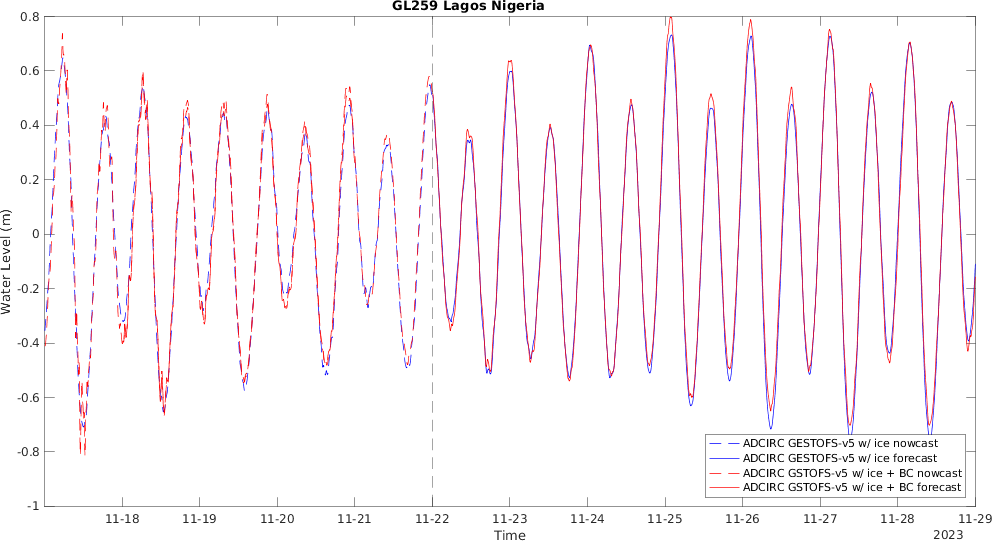 GL259 Lagos Nigeria
0.8
0.6
0.4
0.2
0
-0.2
-0.4
-0.6
-0.8
-1
Water Level (m)
11-18 11-19 11-20 11-21 11-22 11-23 11-24 11-25 11-26 11-27 11-28 11-29
Time
2023
ADCIRC GESTOFS-v5 w/ ice nowcast
ADCIRC GESTOFS-v5 w/ ice forecast
ADCIRC GSTOFS-v5 w/ ice + BC nowcast
ADCIRC GSTOFS-v5 w/ ice + BC forecast